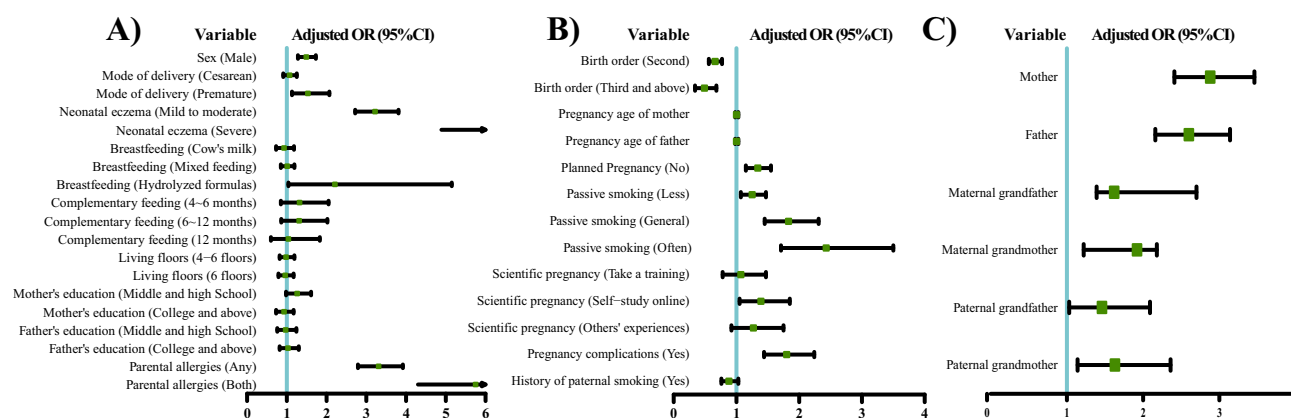 A)
Variable Adjusted OR (95%CI)
Sex (Male)
Mode of delivery (Cesarean)
Mode of delivery (Premature)
Neonatal eczema (Mild to moderate)
Neonatal eczema (Severe)
Breastfeeding (Cow's milk)
Breastfeeding (Mixed feeding)
Breastfeeding (Hydrolyzed formulas)
Complementary feeding (4~6 months)
Complementary feeding (6~12 months)
Complementary feeding (12 months)
Living floors (4−6 floors)
Living floors (6 floors)
Mother's education (Middle and high School)
Mother's education (College and above)
Father's education (Middle and high School)
Father's education (College and above)
Parental allergies (Any)
Parental allergies (Both)
0 1 2 3 4 5 6
B)
Variable Adjusted OR (95%CI)
Birth order (Second)
Birth order (Third and above)
Pregnancy age of mother
Pregnancy age of father
Planned Pregnancy (No)
Passive smoking (Less)
Passive smoking (General)
Passive smoking (Often)
Scientific pregnancy (Take a training)
Scientific pregnancy (Self−study online)
Scientific pregnancy (Others' experiences)
Pregnancy complications (Yes)
History of paternal smoking (Yes)
0 1 2 3 4
C)
Variable Adjusted OR (95%CI)
Mother
Father
Maternal grandfather
Maternal grandmother
Paternal grandfather
Paternal grandmother
0 1 2 3